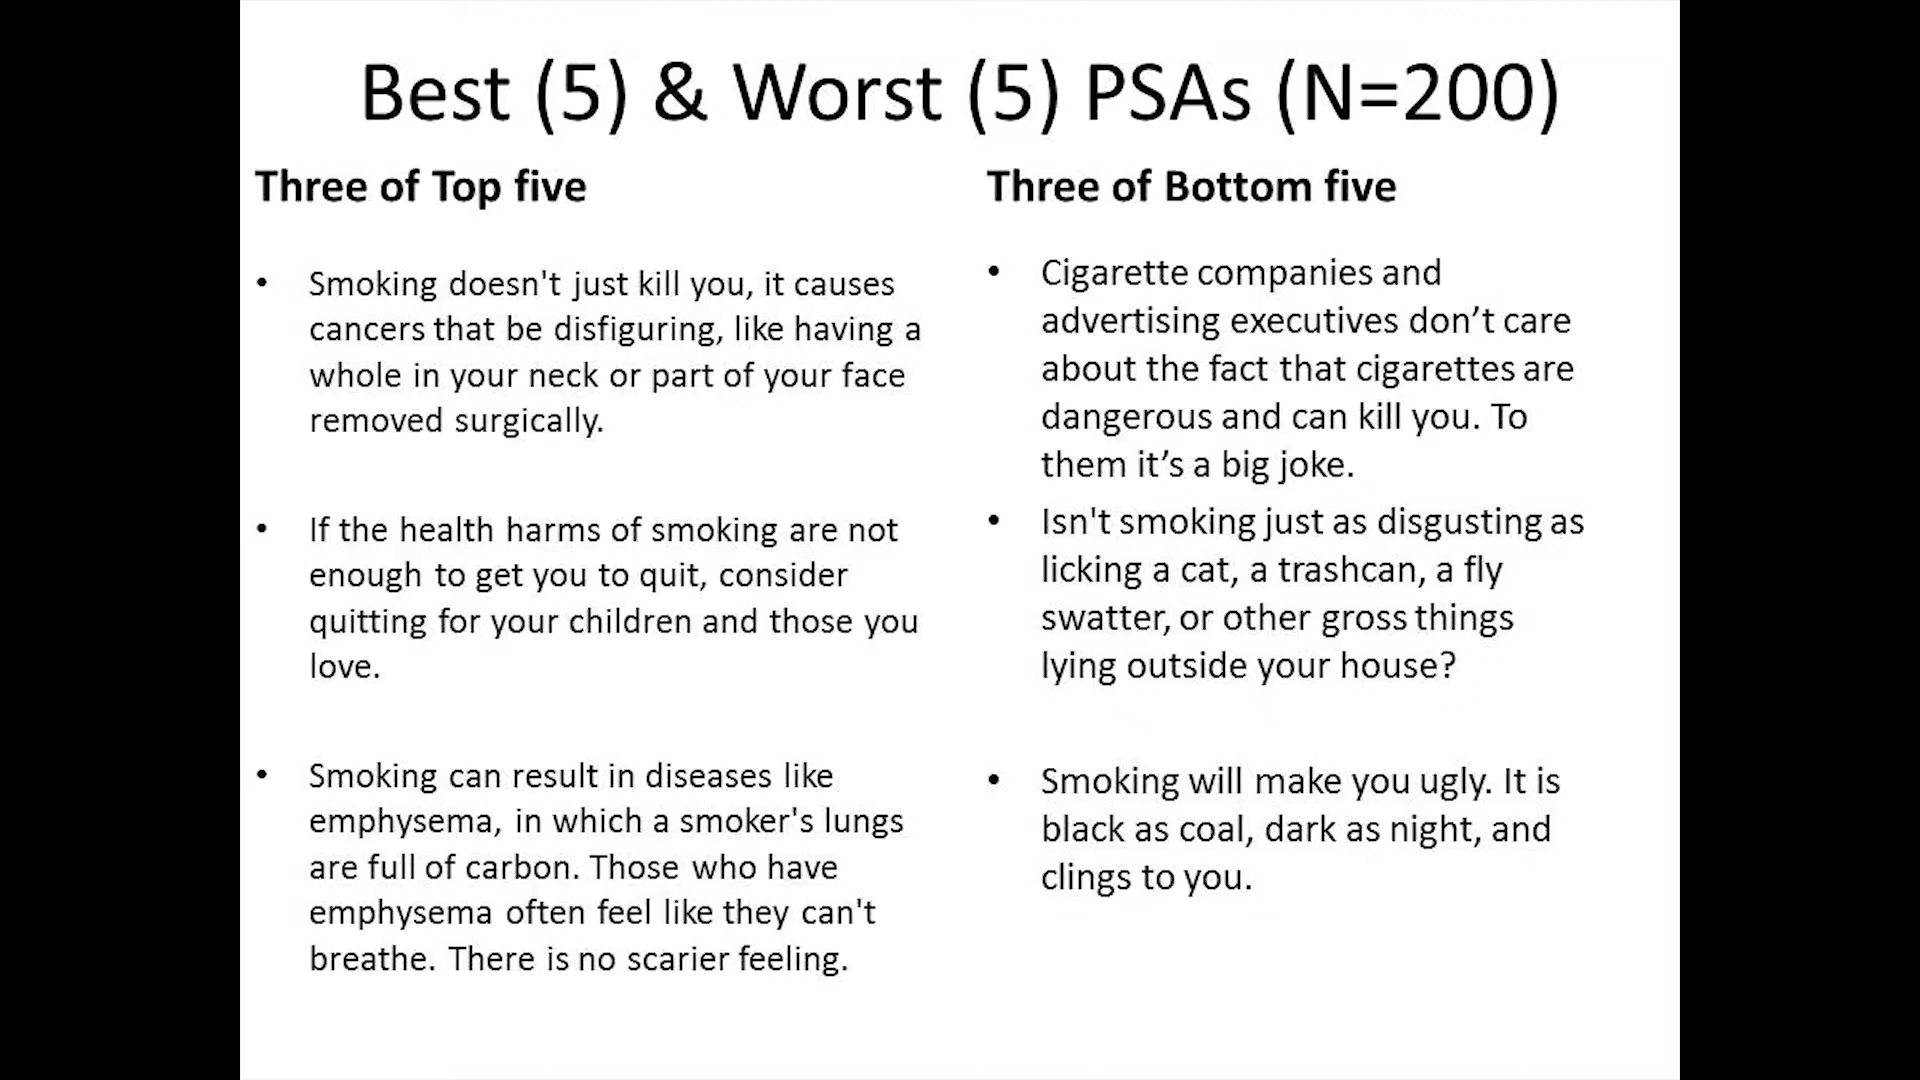 Best (5) & Worst (5) PSAs (N=200)
Three of Top five
• Smoking doesn't just kill you, it causes
cancers that be disfiguring, like having a
whole in your neck or part of your face
removed surgically.
• If the health harms of smoking are not
enough to get you to quit, consider
quitting for your children and those you
love.
• Smoking can result in diseases like
emphysema, in which a smoker's lungs
are full of carbon. Those who have
emphysema often feel like they can't
breathe. There is no scarier feeling.
Three of Bottom five
• Cigarette companies and
advertising executives don’t care
about the fact that cigarettes are
dangerous and can kill you. To
them it’s a big joke.
• Isn't smoking just as disgusting as
licking a cat, a trashcan, a fly
swatter, or other gross things
lying outside your house?
• Smoking will make you ugly. It is
black as coal, dark as night, and
clings to you.